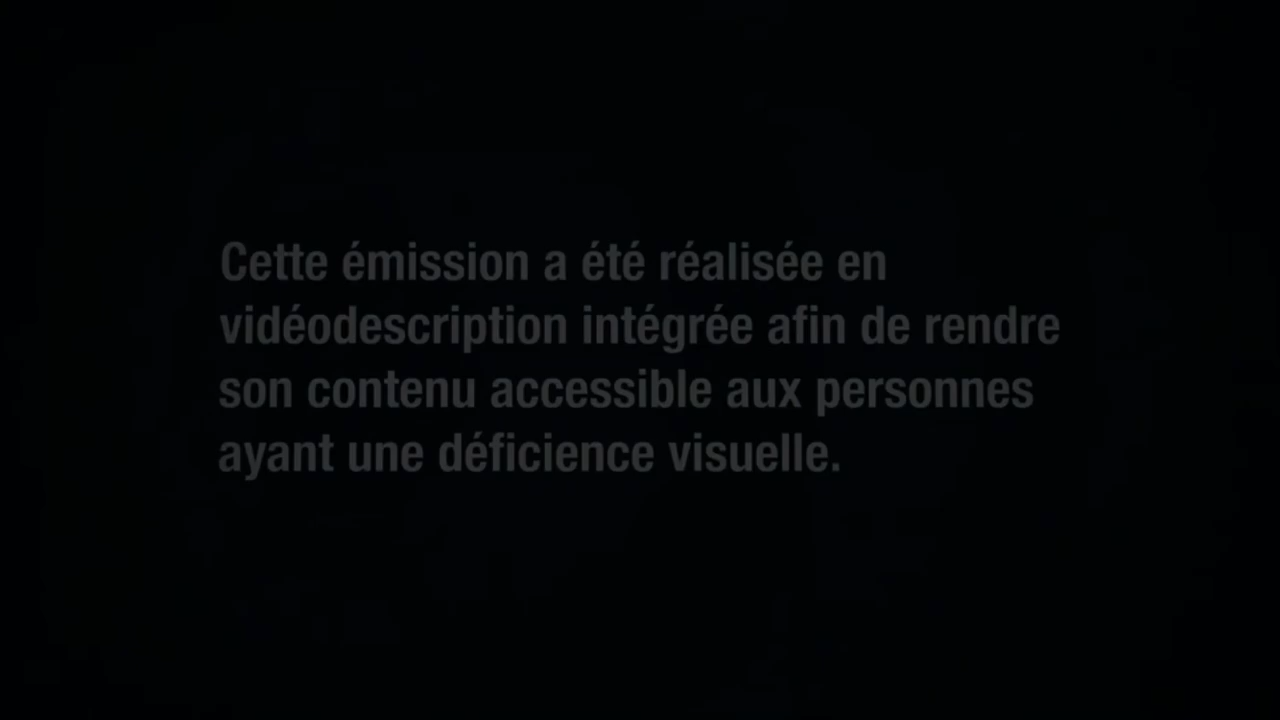 Cette émission a été réalisée en
vidéodescription intégrée afin de rendre
son contenu accessible aux personnes
ayant une déficience visuelle.